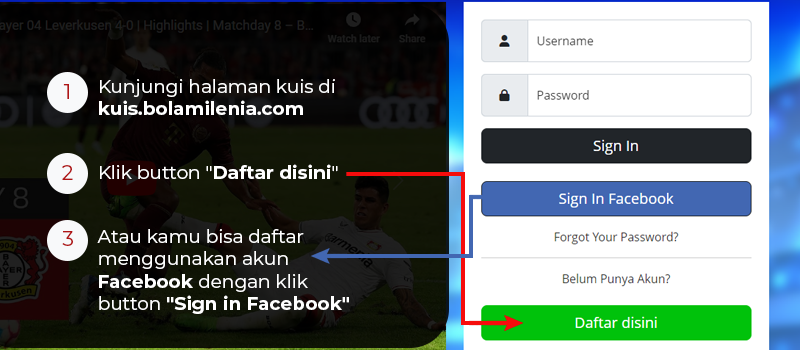 ayer 04 Leverkusen 4-0 | Highlights | Matchday 8 – B...
Watch later
Share
1
Kunjungi halaman kuis di
kuis.bolamilenia.com
2
Klik button "Daftar disini"
3
Atau kamu bisa daftar
menggunakan akun
Facebook dengan klik
button "Sign in Facebook"
Y 8
Username
Password
Sign In
Sign In Facebook
Forgot Your Password?
Belum Punya Akun?
Daftar disini